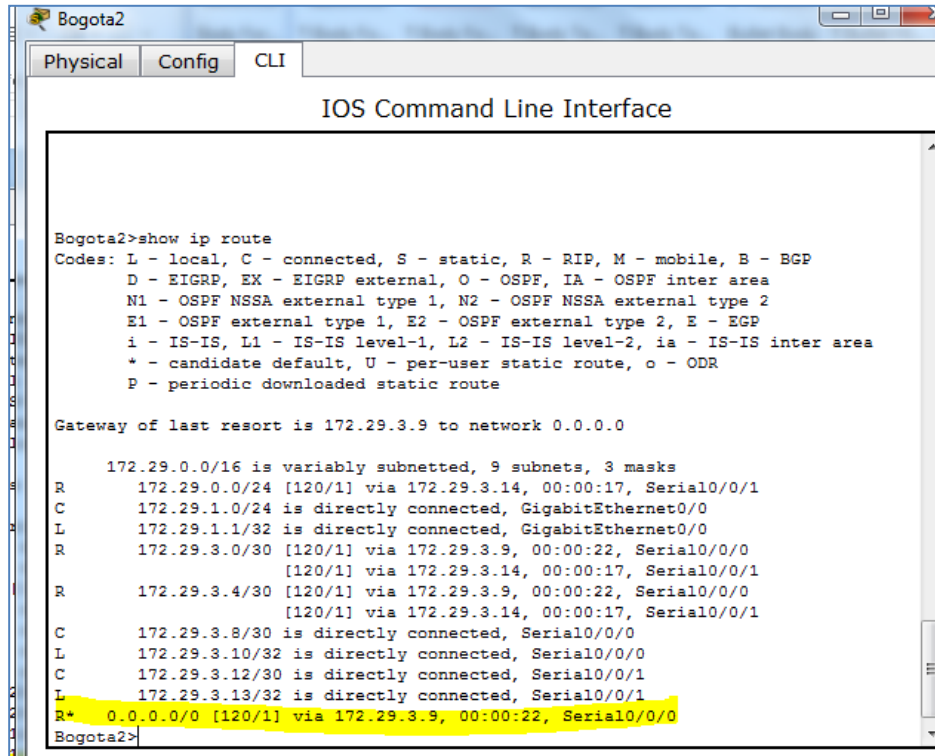 Bogota2
Physical Config CLI
IOS Command Line Interface
Bogota2>show ip route
Codes: L - local, C - connected, S - static, R - RIP, M - mobile, B - BGP
D - EIGRP, EX - EIGRP external, O - OSPF, IA - OSPF inter area
N1 - OSPF NSSA external type 1, N2 - OSPF NSSA external type 2
E1 - OSPF external type 1, E2 - OSPF external type 2, E - EGP
i - IS-IS, L1 - IS-IS level-1, L2 - IS-IS level-2, ia - IS-IS inter area
* - candidate default, U - per-user static route, o - ODR
P - periodic downloaded static route
Gateway of last resort is 172.29.3.9 to network 0.0.0.0
172.29.0.0/16 is variably subnetted, 9 subnets, 3 masks
R 172.29.0.0/24 [120/1] via 172.29.3.14, 00:00:17, Serial0/0/1
C 172.29.1.0/24 is directly connected, GigabitEthernet0/0
L 172.29.1.1/32 is directly connected, GigabitEthernet0/0
R 172.29.3.0/30 [120/1] via 172.29.3.9, 00:00:22, Serial0/0/0
[120/1] via 172.29.3.14, 00:00:17, Serial0/0/1
R 172.29.3.4/30 [120/1] via 172.29.3.9, 00:00:22, Serial0/0/0
[120/1] via 172.29.3.14, 00:00:17, Serial0/0/1
C 172.29.3.8/30 is directly connected, Serial0/0/0
L 172.29.3.10/32 is directly connected, Serial0/0/0
C 172.29.3.12/30 is directly connected, Serial0/0/1
L 172.29.3.13/32 is directly connected, Serial0/0/1
R* 0.0.0.0/0 [120/1] via 172.29.3.9, 00:00:22, Serial0/0/0
Bogota2>